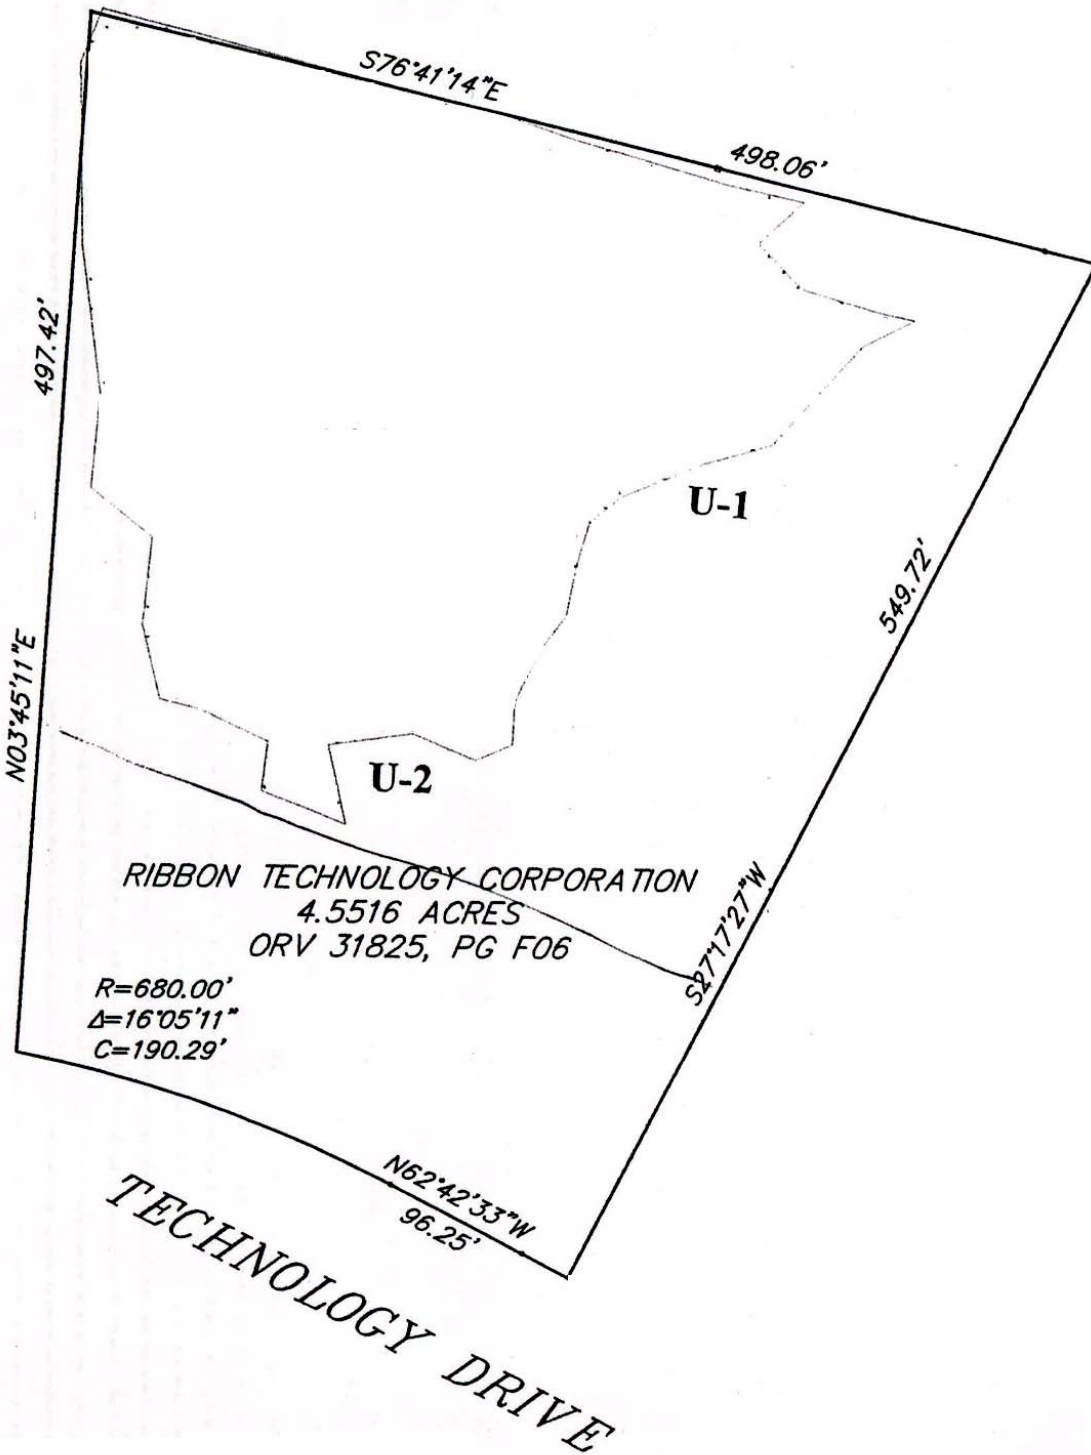 S76°41'14"E
498.06'
497.42'
U-1
549.72'
N03°45'11"E
U-2
S27°17'27"W
RIBBON TECHNOLOGY CORPORATION
4.5516 ACRES
ORV 31825, PG F06
R=680.00'
Δ=16°05'11"
C=190.29'
N62°42'33"W
96.25'
TECHNOLOGY DRIVE